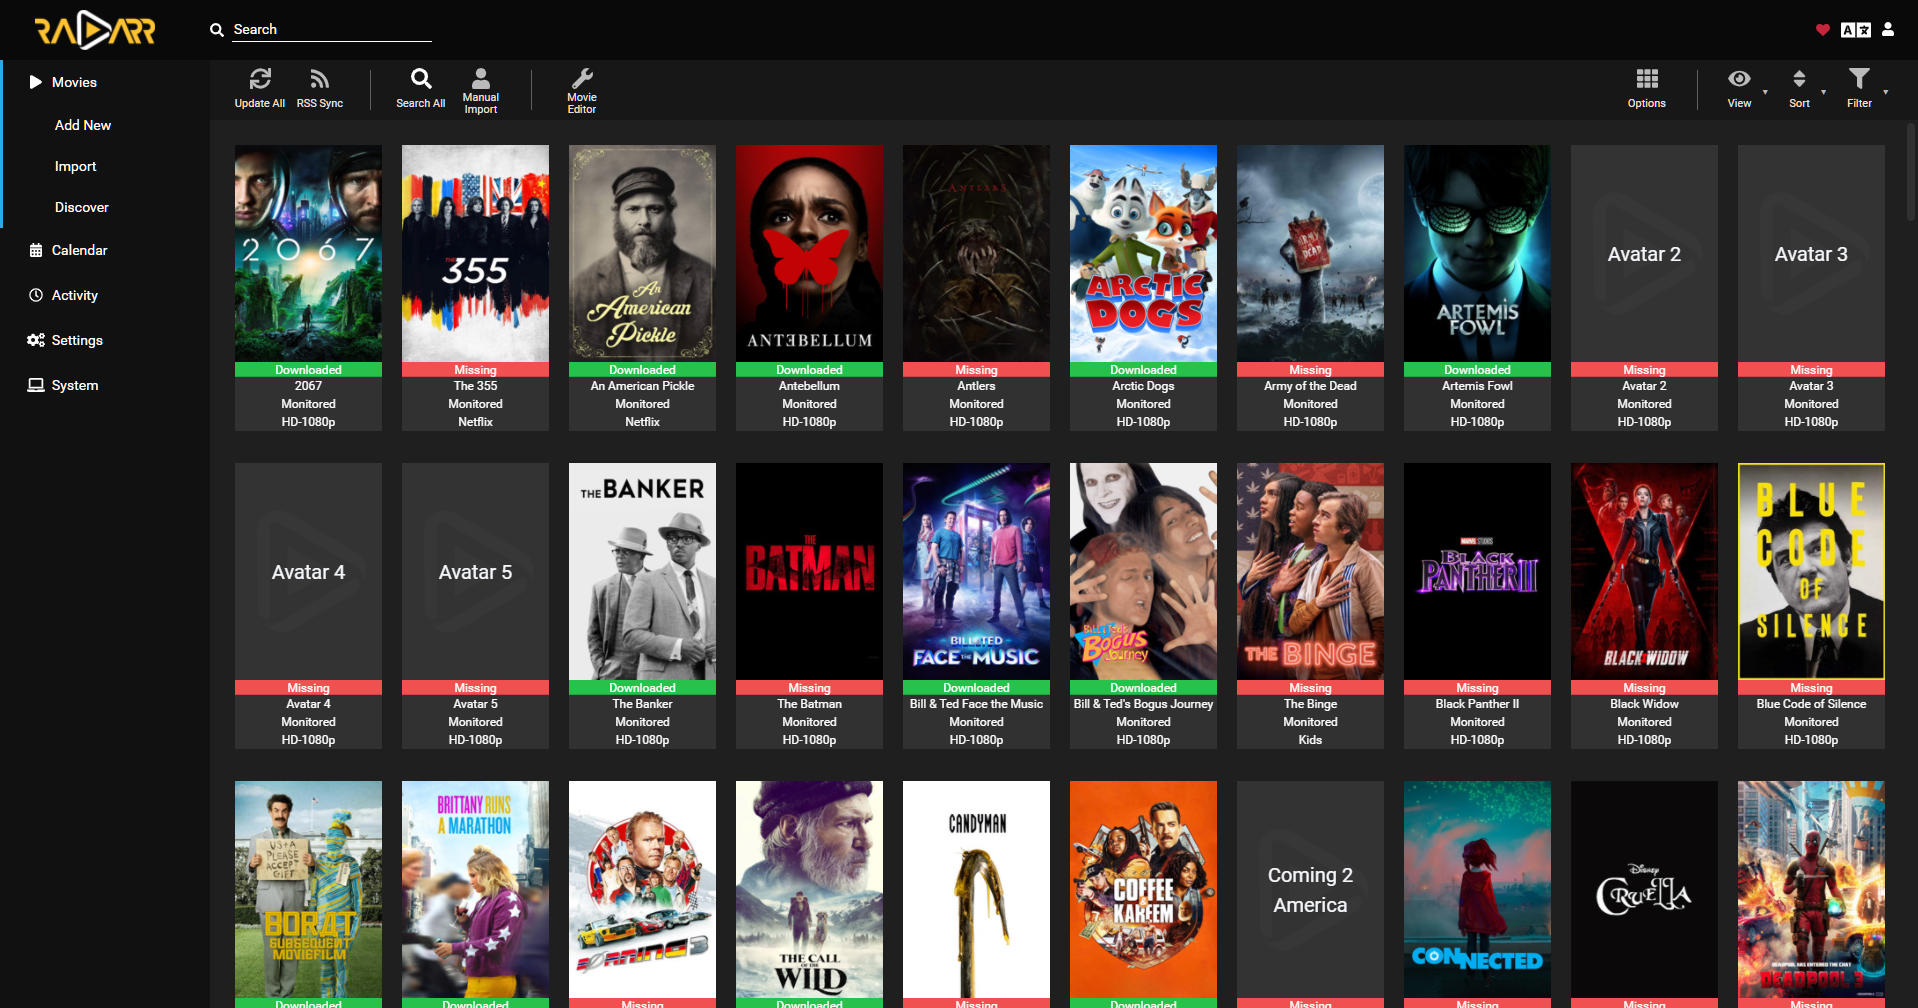 RADARR
Search
Movies
Add New
Import
Discover
Calendar
Activity
Settings
System
Update All
RSS Sync
Search All
Manual
Import
Movie
Editor
Options
View
Sort
Filter
2067
THE
355
An
American
Pickle
ANTEBELLUM
ANTLERS
ARCTIC
DOGS
ARMY
OF THE
DEAD
ARTEMIS
FOWL
Avatar 2
Avatar 3
Downloaded
2067
Monitored
HD-1080p
Missing
The 355
Monitored
Netflix
Downloaded
An American Pickle
Monitored
Netflix
Downloaded
Antebellum
Monitored
HD-1080p
Missing
Antlers
Monitored
HD-1080p
Downloaded
Arctic Dogs
Monitored
HD-1080p
Missing
Army of the Dead
Monitored
HD-1080p
Downloaded
Artemis Fowl
Monitored
HD-1080p
Missing
Avatar 2
Monitored
HD-1080p
Missing
Avatar 3
Monitored
HD-1080p
Avatar 4
Avatar 5
THE BANKER
THE
BATMAN
BILL & TED
FACE THE MUSIC
Bill & Ted's
Bogus
Journey
THE BINGE
MARVEL STUDIOS
BLACK
PANTHER II
BLACK WIDOW
BLUE
CODE
OF
SILENCE
Missing
Avatar 4
Monitored
HD-1080p
Missing
Avatar 5
Monitored
HD-1080p
Downloaded
The Banker
Monitored
HD-1080p
Missing
The Batman
Monitored
HD-1080p
Downloaded
Bill & Ted Face the Music
Monitored
HD-1080p
Downloaded
Bill & Ted's Bogus Journey
Monitored
HD-1080p
Missing
The Binge
Monitored
Kids
Missing
Black Panther II
Monitored
HD-1080p
Missing
Black Widow
Monitored
HD-1080p
Missing
Blue Code of Silence
Monitored
HD-1080p
US+A
PLEASE
ACCEPT
GIFT
BORAT
SUBSEQUENT
MOVIEFILM
BRITTANY RUNS
A MARATHON
BØRNING 3
THE CALL
OF THE
WILD
CANDYMAN
COFFEE
&
KAREEM
Coming 2
America
CONNECTED
Disney
CRUELLA
DEADPOOL HAS ENTERED THE CHAT
DEADPOOL 3
Downloaded
Downloaded
Missing
Downloaded
Missing
Downloaded
Missing
Missing
Missing
Missing